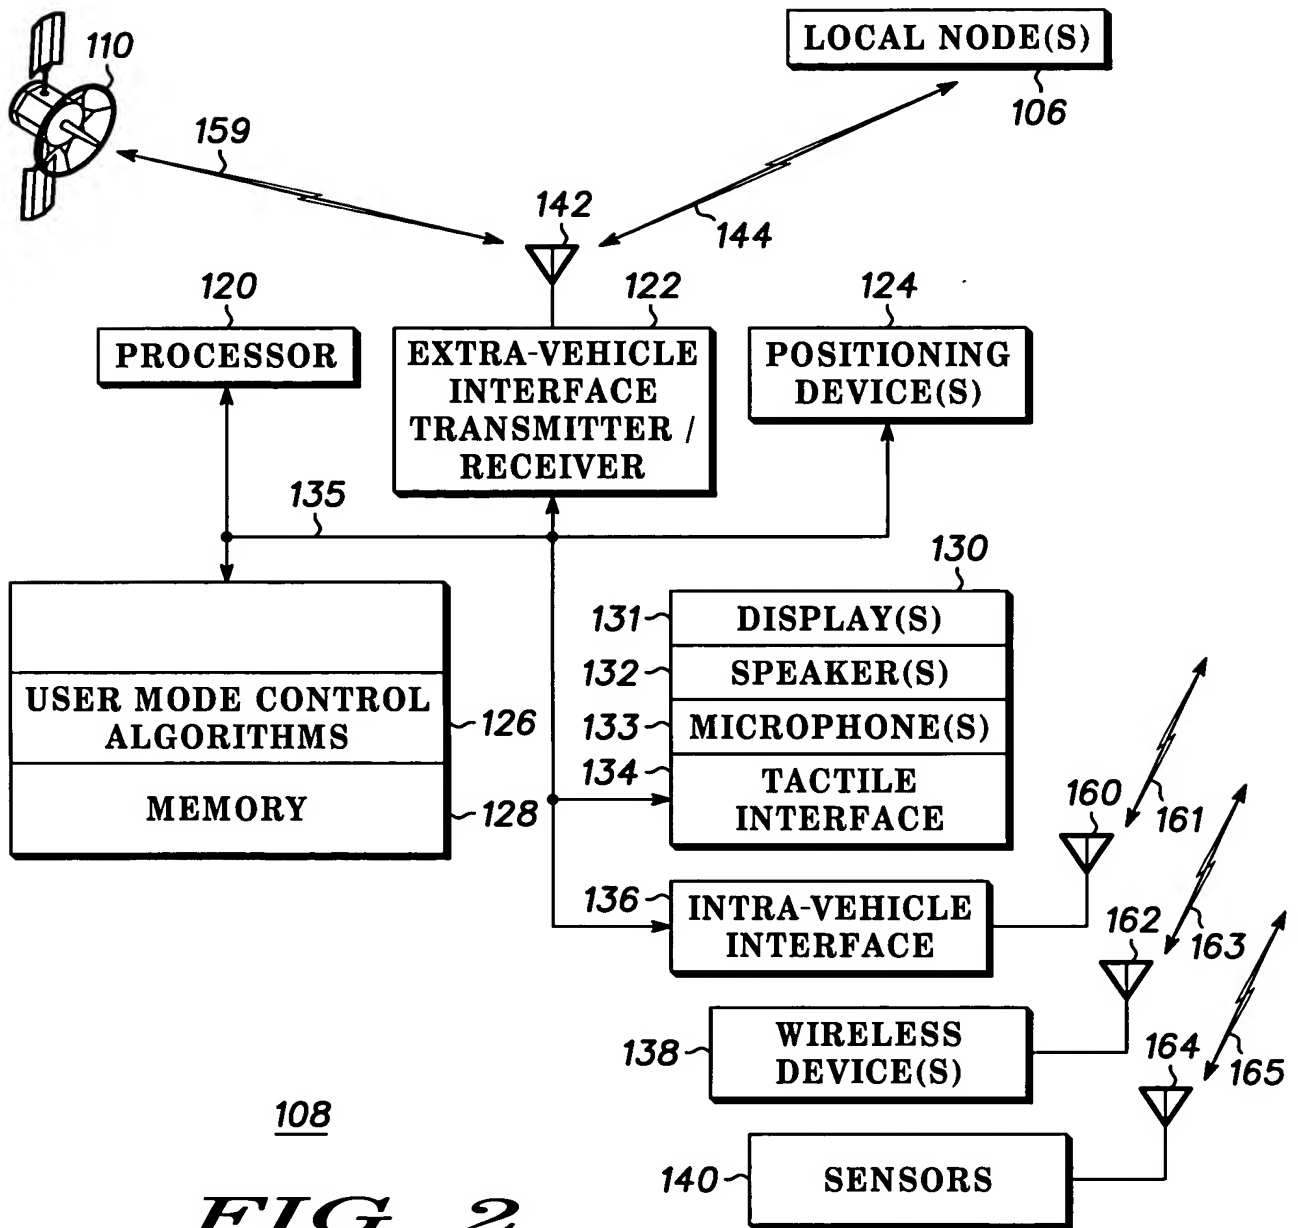 110
LOCAL NODE(S)
106
159
144
142
120
122
124
PROCESSOR
EXTRA-VEHICLE
INTERFACE
TRANSMITTER /
RECEIVER
POSITIONING
DEVICE(S)
135
130
131
DISPLAY(S)
132
SPEAKER(S)
133
MICROPHONE(S)
134
TACTILE
INTERFACE
USER MODE CONTROL
ALGORITHMS
126
MEMORY
128
160
161
136
INTRA-VEHICLE
INTERFACE
162
163
138
WIRELESS
DEVICE(S)
164
165
140
SENSORS
108
FIG. 2